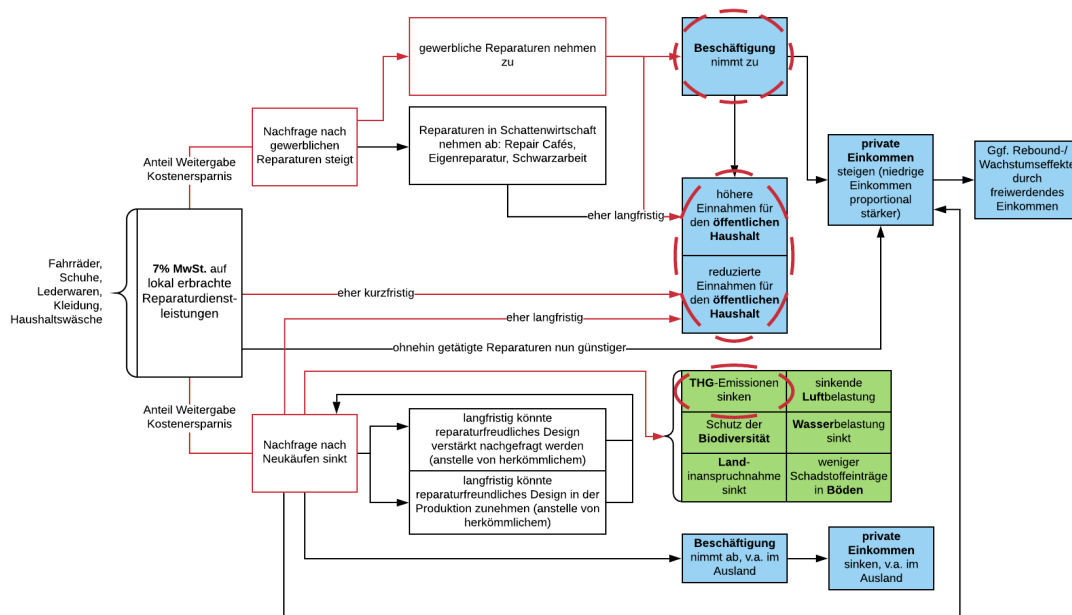 gewerbliche Reparaturen nehmen
zu
Beschäftigung
nimmt zu
Nachfrage nach
gewerblichen
Reparaturen steigt
Reparaturen in Schattenwirtschaft
nehmen ab: Repair Cafés,
Eigenreparatur, Schwarzarbeit
private
Einkommen
steigen (niedrige
Einkommen
proportional
stärker)
Ggf. Rebound-/
Wachstumseffekte
durch
freiwerdendes
Einkommen
Anteil Weitergabe
Kostenersparnis
eher langfristig
höhere
Einnahmen für
den öffentlichen
Haushalt
reduzierte
Einnahmen für
den öffentlichen
Haushalt
Fahrräder,
Schuhe,
Lederwaren,
Kleidung,
Haushaltswäsche
7% MwSt. auf
lokal erbrachte
Reparaturdienst-
leistungen
eher kurzfristig
eher langfristig
ohnehin getätigte Reparaturen nun günstiger
Anteil Weitergabe
Kostenersparnis
Nachfrage nach
Neukäufen sinkt
langfristig könnte
reparaturfreudliches Design
verstärkt nachgefragt werden
(anstelle von herkömmlichem)
langfristig könnte
reparaturfreundliches Design in der
Produktion zunehmen (anstelle von
herkömmlichem)
THG-Emissionen
sinken
sinkende
Luftbelastung
Schutz der
Biodiversität
Wasserbelastung
sinkt
Land-
inanspruchnahme
sinkt
weniger
Schadstoffeinträge
in Böden
Beschäftigung
nimmt ab, v.a. im
Ausland
private
Einkommen
sinken, v.a. im
Ausland